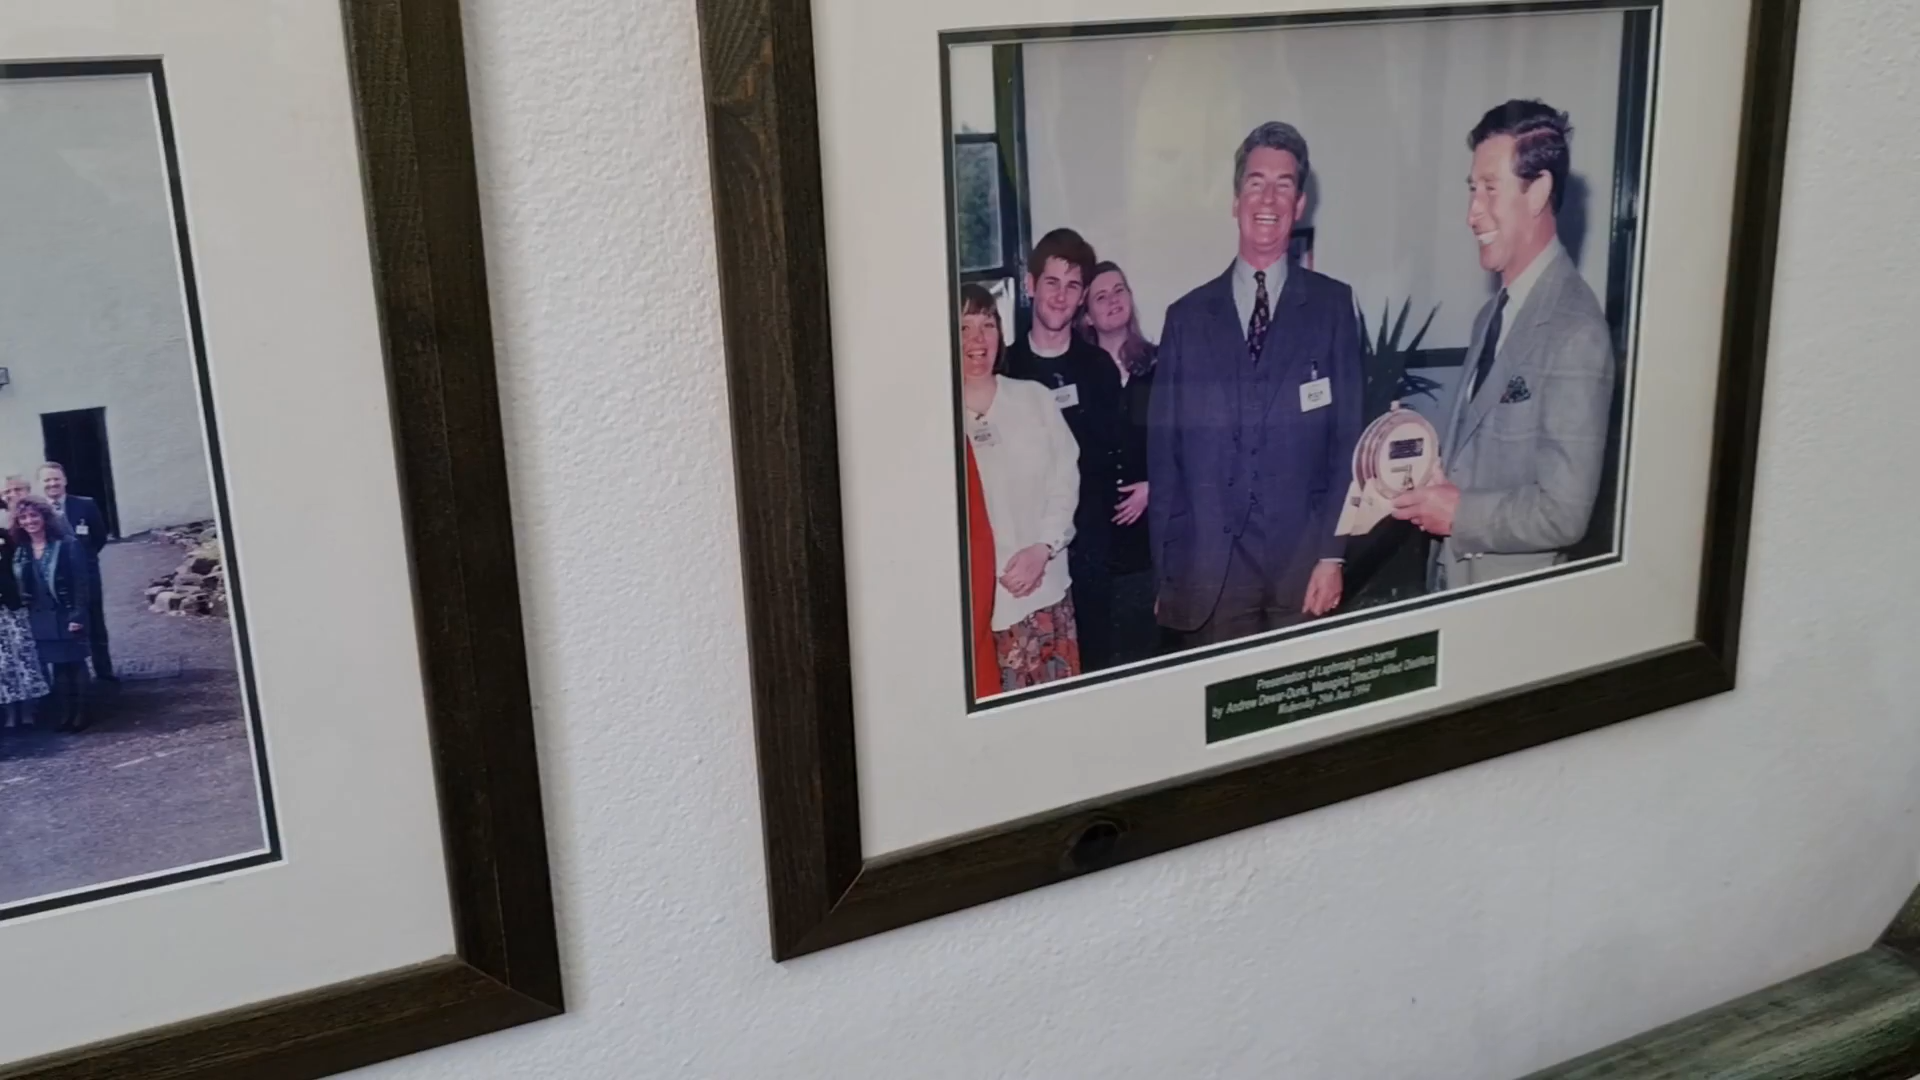 Presentation of Laphroaig mini barrel
by Andrew Dewar-Durie, Managing Director Allied Distillers
Wednesday 29th June 1994